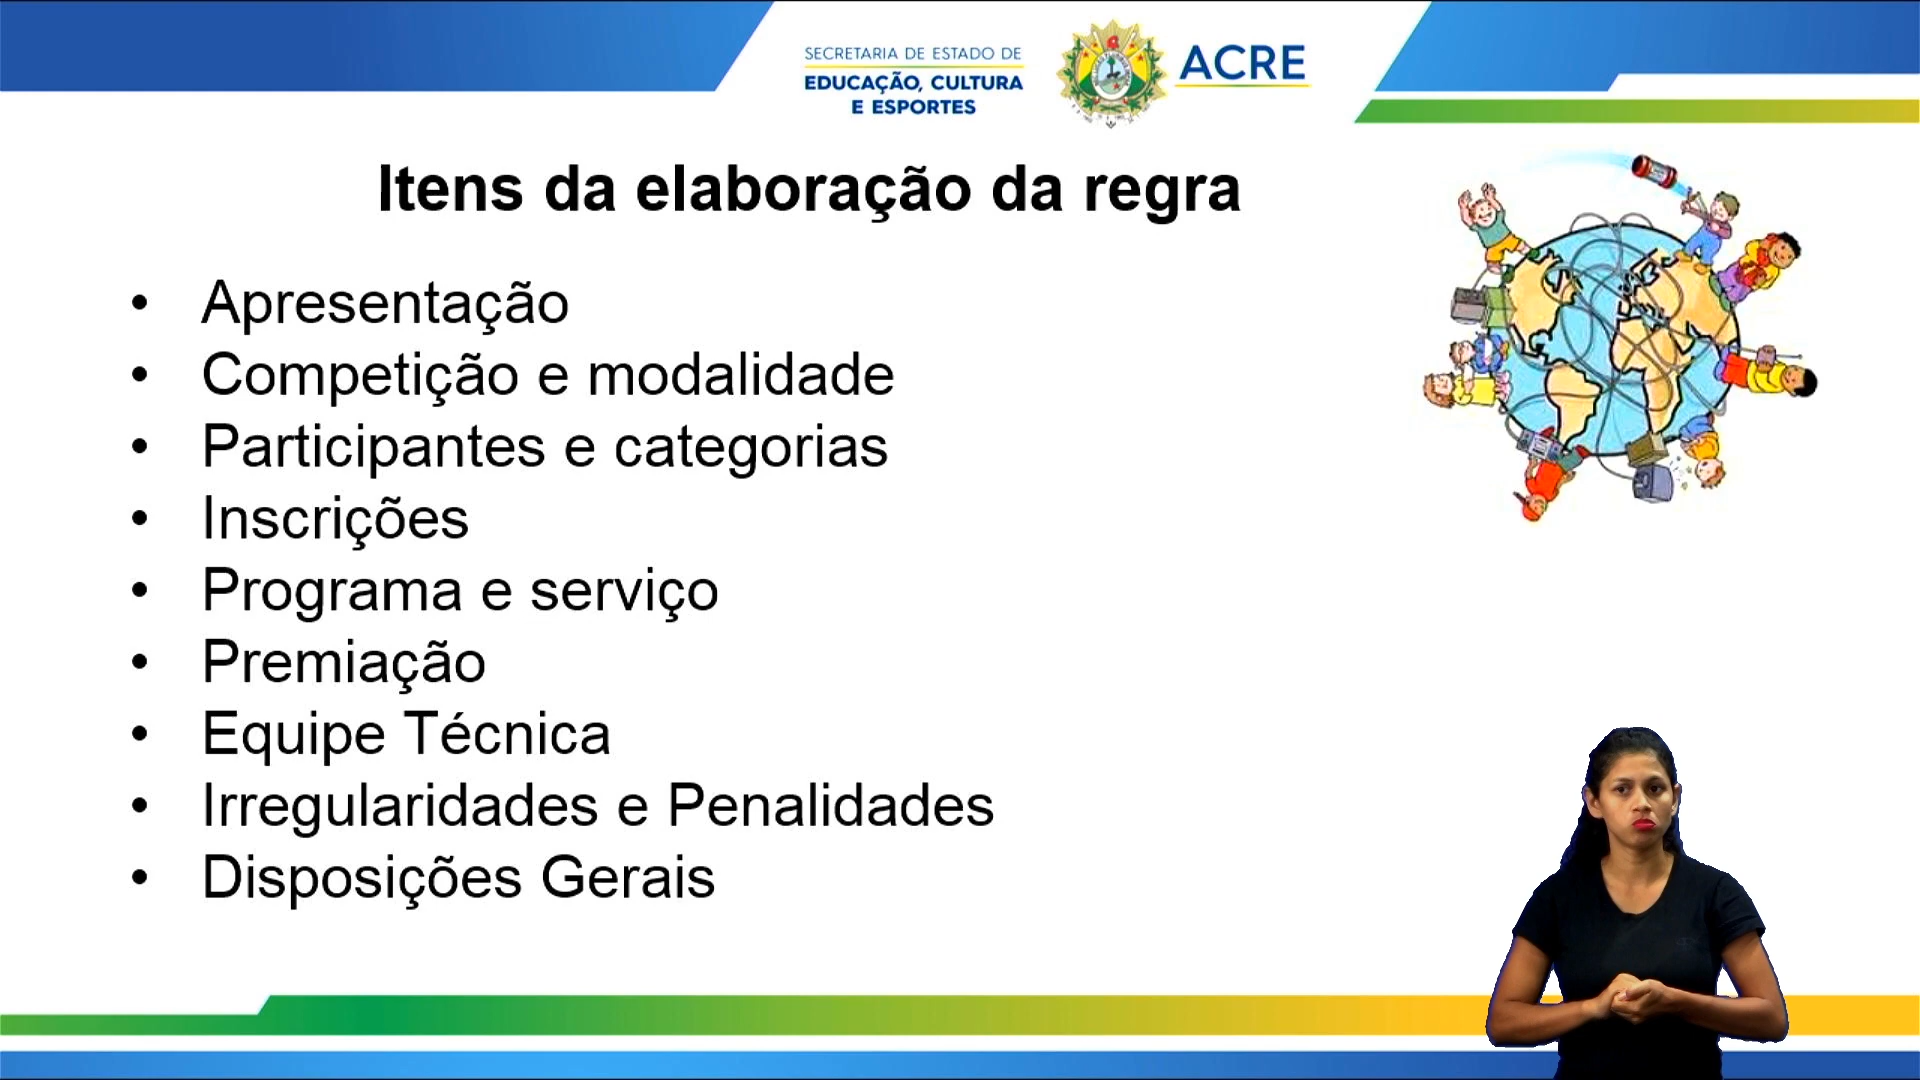 SECRETARIA DE ESTADO DE
EDUCAÇÃO, CULTURA
E ESPORTES
ACRE
Itens da elaboração da regra
• Apresentação
• Competição e modalidade
• Participantes e categorias
• Inscrições
• Programa e serviço
• Premiação
• Equipe Técnica
• Irregularidades e Penalidades
• Disposições Gerais